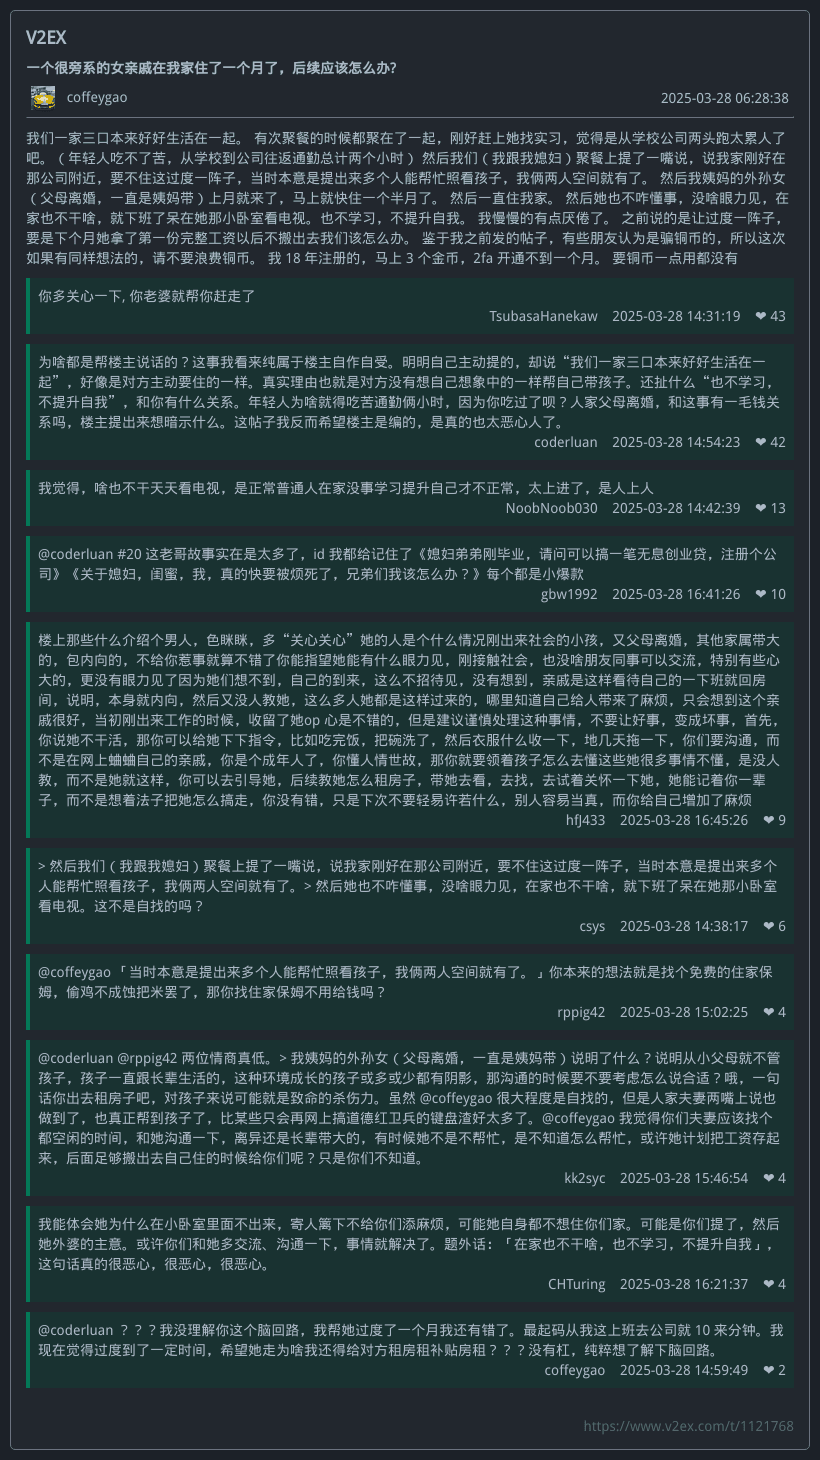 V2EX
一个很旁系的女亲戚在我家住了一个月了，后续应该怎么办?
coffeygao
2025-03-28 06:28:38
我们一家三口本来好好生活在一起。 有次聚餐的时候都聚在了一起，刚好赶上她找实习，觉得是从学校公司两头跑太累人了
吧。（年轻人吃不了苦，从学校到公司往返通勤总计两个小时） 然后我们（我跟我媳妇）聚餐上提了一嘴说，说我家刚好在
那公司附近，要不住这过度一阵子，当时本意是提出来多个人能帮忙照看孩子，我俩两人空间就有了。 然后我姨妈的外孙女
（父母离婚，一直是姨妈带）上月就来了，马上就快住一个半月了。 然后一直住我家。 然后她也不咋懂事，没啥眼力见，在
家也不干啥，就下班了呆在她那小卧室看电视。也不学习，不提升自我。 我慢慢的有点厌倦了。 之前说的是让过度一阵子，
要是下个月她拿了第一份完整工资以后不搬出去我们该怎么办。 鉴于我之前发的帖子，有些朋友认为是骗铜币的，所以这次
如果有同样想法的，请不要浪费铜币。 我 18 年注册的，马上 3 个金币，2fa 开通不到一个月。 要铜币一点用都没有
你多关心一下, 你老婆就帮你赶走了
TsubasaHanekaw 2025-03-28 14:31:19 ❤ 43
为啥都是帮楼主说话的？这事我看来纯属于楼主自作自受。明明自己主动提的，却说“我们一家三口本来好好生活在一
起”，好像是对方主动要住的一样。真实理由也就是对方没有想自己想象中的一样帮自己带孩子。还扯什么“也不学习，
不提升自我”，和你有什么关系。年轻人为啥就得吃苦通勤俩小时，因为你吃过了呗？人家父母离婚，和这事有一毛钱关
系吗，楼主提出来想暗示什么。这帖子我反而希望楼主是编的，是真的也太恶心人了。
coderluan 2025-03-28 14:54:23 ❤ 42
我觉得，啥也不干天天看电视，是正常普通人在家没事学习提升自己才不正常，太上进了，是人上人
NoobNoob030 2025-03-28 14:42:39 ❤ 13
@coderluan #20 这老哥故事实在是太多了，id 我都给记住了《媳妇弟弟刚毕业，请问可以搞一笔无息创业贷，注册个公
司》《关于媳妇，闺蜜，我，真的快要被烦死了，兄弟们我该怎么办？》每个都是小爆款
gbw1992 2025-03-28 16:41:26 ❤ 10
楼上那些什么介绍个男人，色眯眯，多“关心关心”她的人是个什么情况刚出来社会的小孩，又父母离婚，其他家属带大
的，包内向的，不给你惹事就算不错了你能指望她能有什么眼力见，刚接触社会，也没啥朋友同事可以交流，特别有些心
大的，更没有眼力见了因为她们想不到，自己的到来，这么不招待见，没有想到，亲戚是这样看待自己的一下班就回房
间，说明，本身就内向，然后又没人教她，这么多人她都是这样过来的，哪里知道自己给人带来了麻烦，只会想到这个亲
戚很好，当初刚出来工作的时候，收留了她op 心是不错的，但是建议谨慎处理这种事情，不要让好事，变成坏事，首先，
你说她不干活，那你可以给她下下指令，比如吃完饭，把碗洗了，然后衣服什么收一下，地几天拖一下，你们要沟通，而
不是在网上蛐蛐自己的亲戚，你是个成年人了，你懂人情世故，那你就要领着孩子怎么去懂这些她很多事情不懂，是没人
教，而不是她就这样，你可以去引导她，后续教她怎么租房子，带她去看，去找，去试着关怀一下她，她能记着你一辈
子，而不是想着法子把她怎么搞走，你没有错，只是下次不要轻易许若什么，别人容易当真，而你给自己增加了麻烦
hfJ433 2025-03-28 16:45:26 ❤ 9
> 然后我们（我跟我媳妇）聚餐上提了一嘴说，说我家刚好在那公司附近，要不住这过度一阵子，当时本意是提出来多个
人能帮忙照看孩子，我俩两人空间就有了。> 然后她也不咋懂事，没啥眼力见，在家也不干啥，就下班了呆在她那小卧室
看电视。这不是自找的吗？
csys 2025-03-28 14:38:17 ❤ 6
@coffeygao 「当时本意是提出来多个人能帮忙照看孩子，我俩两人空间就有了。」你本来的想法就是找个免费的住家保
姆，偷鸡不成蚀把米罢了，那你找住家保姆不用给钱吗？
rppig42 2025-03-28 15:02:25 ❤ 4
@coderluan @rppig42 两位情商真低。> 我姨妈的外孙女（父母离婚，一直是姨妈带）说明了什么？说明从小父母就不管
孩子，孩子一直跟长辈生活的，这种环境成长的孩子或多或少都有阴影，那沟通的时候要不要考虑怎么说合适？哦，一句
话你出去租房子吧，对孩子来说可能就是致命的杀伤力。虽然 @coffeygao 很大程度是自找的，但是人家夫妻两嘴上说也
做到了，也真正帮到孩子了，比某些只会再网上搞道德红卫兵的键盘渣好太多了。@coffeygao 我觉得你们夫妻应该找个
都空闲的时间，和她沟通一下，离异还是长辈带大的，有时候她不是不帮忙，是不知道怎么帮忙，或许她计划把工资存起
来，后面足够搬出去自己住的时候给你们呢？只是你们不知道。
kk2syc 2025-03-28 15:46:54 ❤ 4
我能体会她为什么在小卧室里面不出来，寄人篱下不给你们添麻烦，可能她自身都不想住你们家。可能是你们提了，然后
她外婆的主意。或许你们和她多交流、沟通一下，事情就解决了。题外话：「在家也不干啥，也不学习，不提升自我」，
这句话真的很恶心，很恶心，很恶心。
CHTuring 2025-03-28 16:21:37 ❤ 4
@coderluan ？？？我没理解你这个脑回路，我帮她过度了一个月我还有错了。最起码从我这上班去公司就 10 来分钟。我
现在觉得过度到了一定时间，希望她走为啥我还得给对方租房租补贴房租？？？没有杠，纯粹想了解下脑回路。
coffeygao 2025-03-28 14:59:49 ❤ 2
https://www.v2ex.com/t/1121768